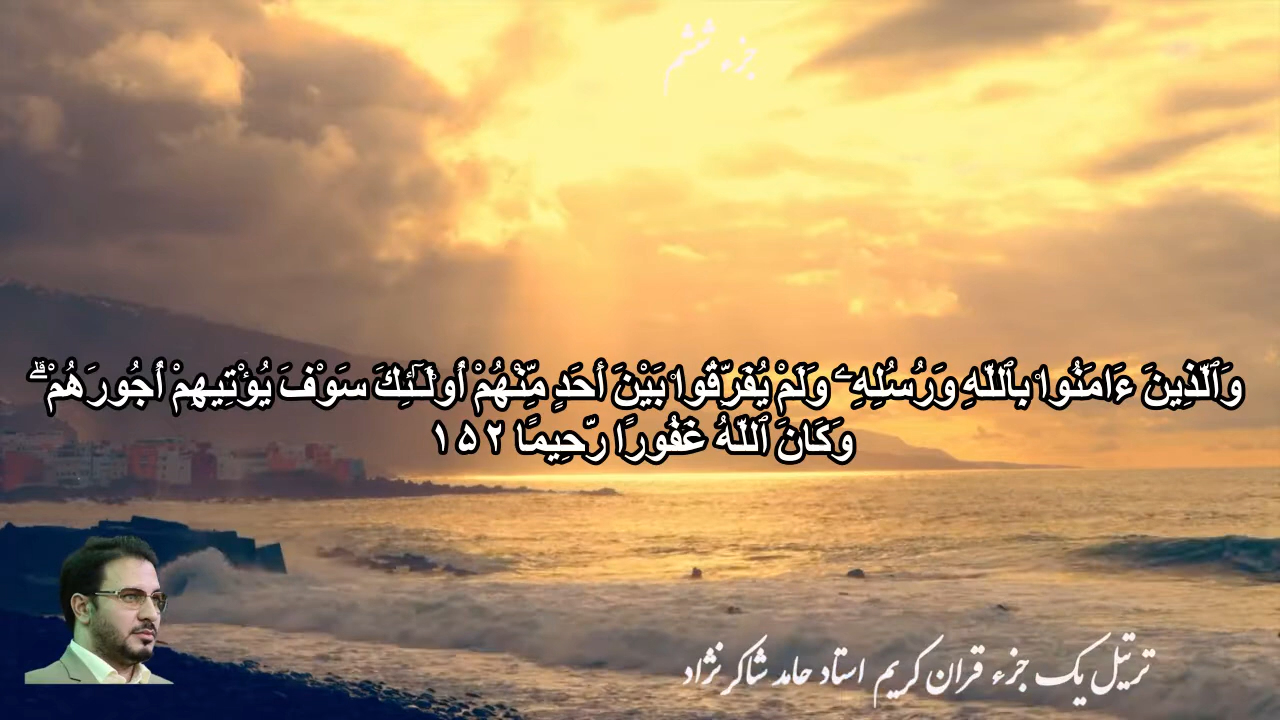 جزء ششم
وَٱلَّذِينَ ءَامَنُوا۟ بِٱللَّهِ وَرُسُلِهِۦ وَلَمْ يُفَرِّقُوا۟ بَيْنَ أَحَدٍ مِّنْهُمْ أُو۟لَـٰٓئِكَ سَوْفَ يُؤْتِيهِمْ أُجُورَهُمْ ۗ
وَكَانَ ٱللَّهُ غَفُورًا رَّحِيمًا ١٥٢
ترتیل یک جزء قران کریم استاد حامد شاکرنژاد